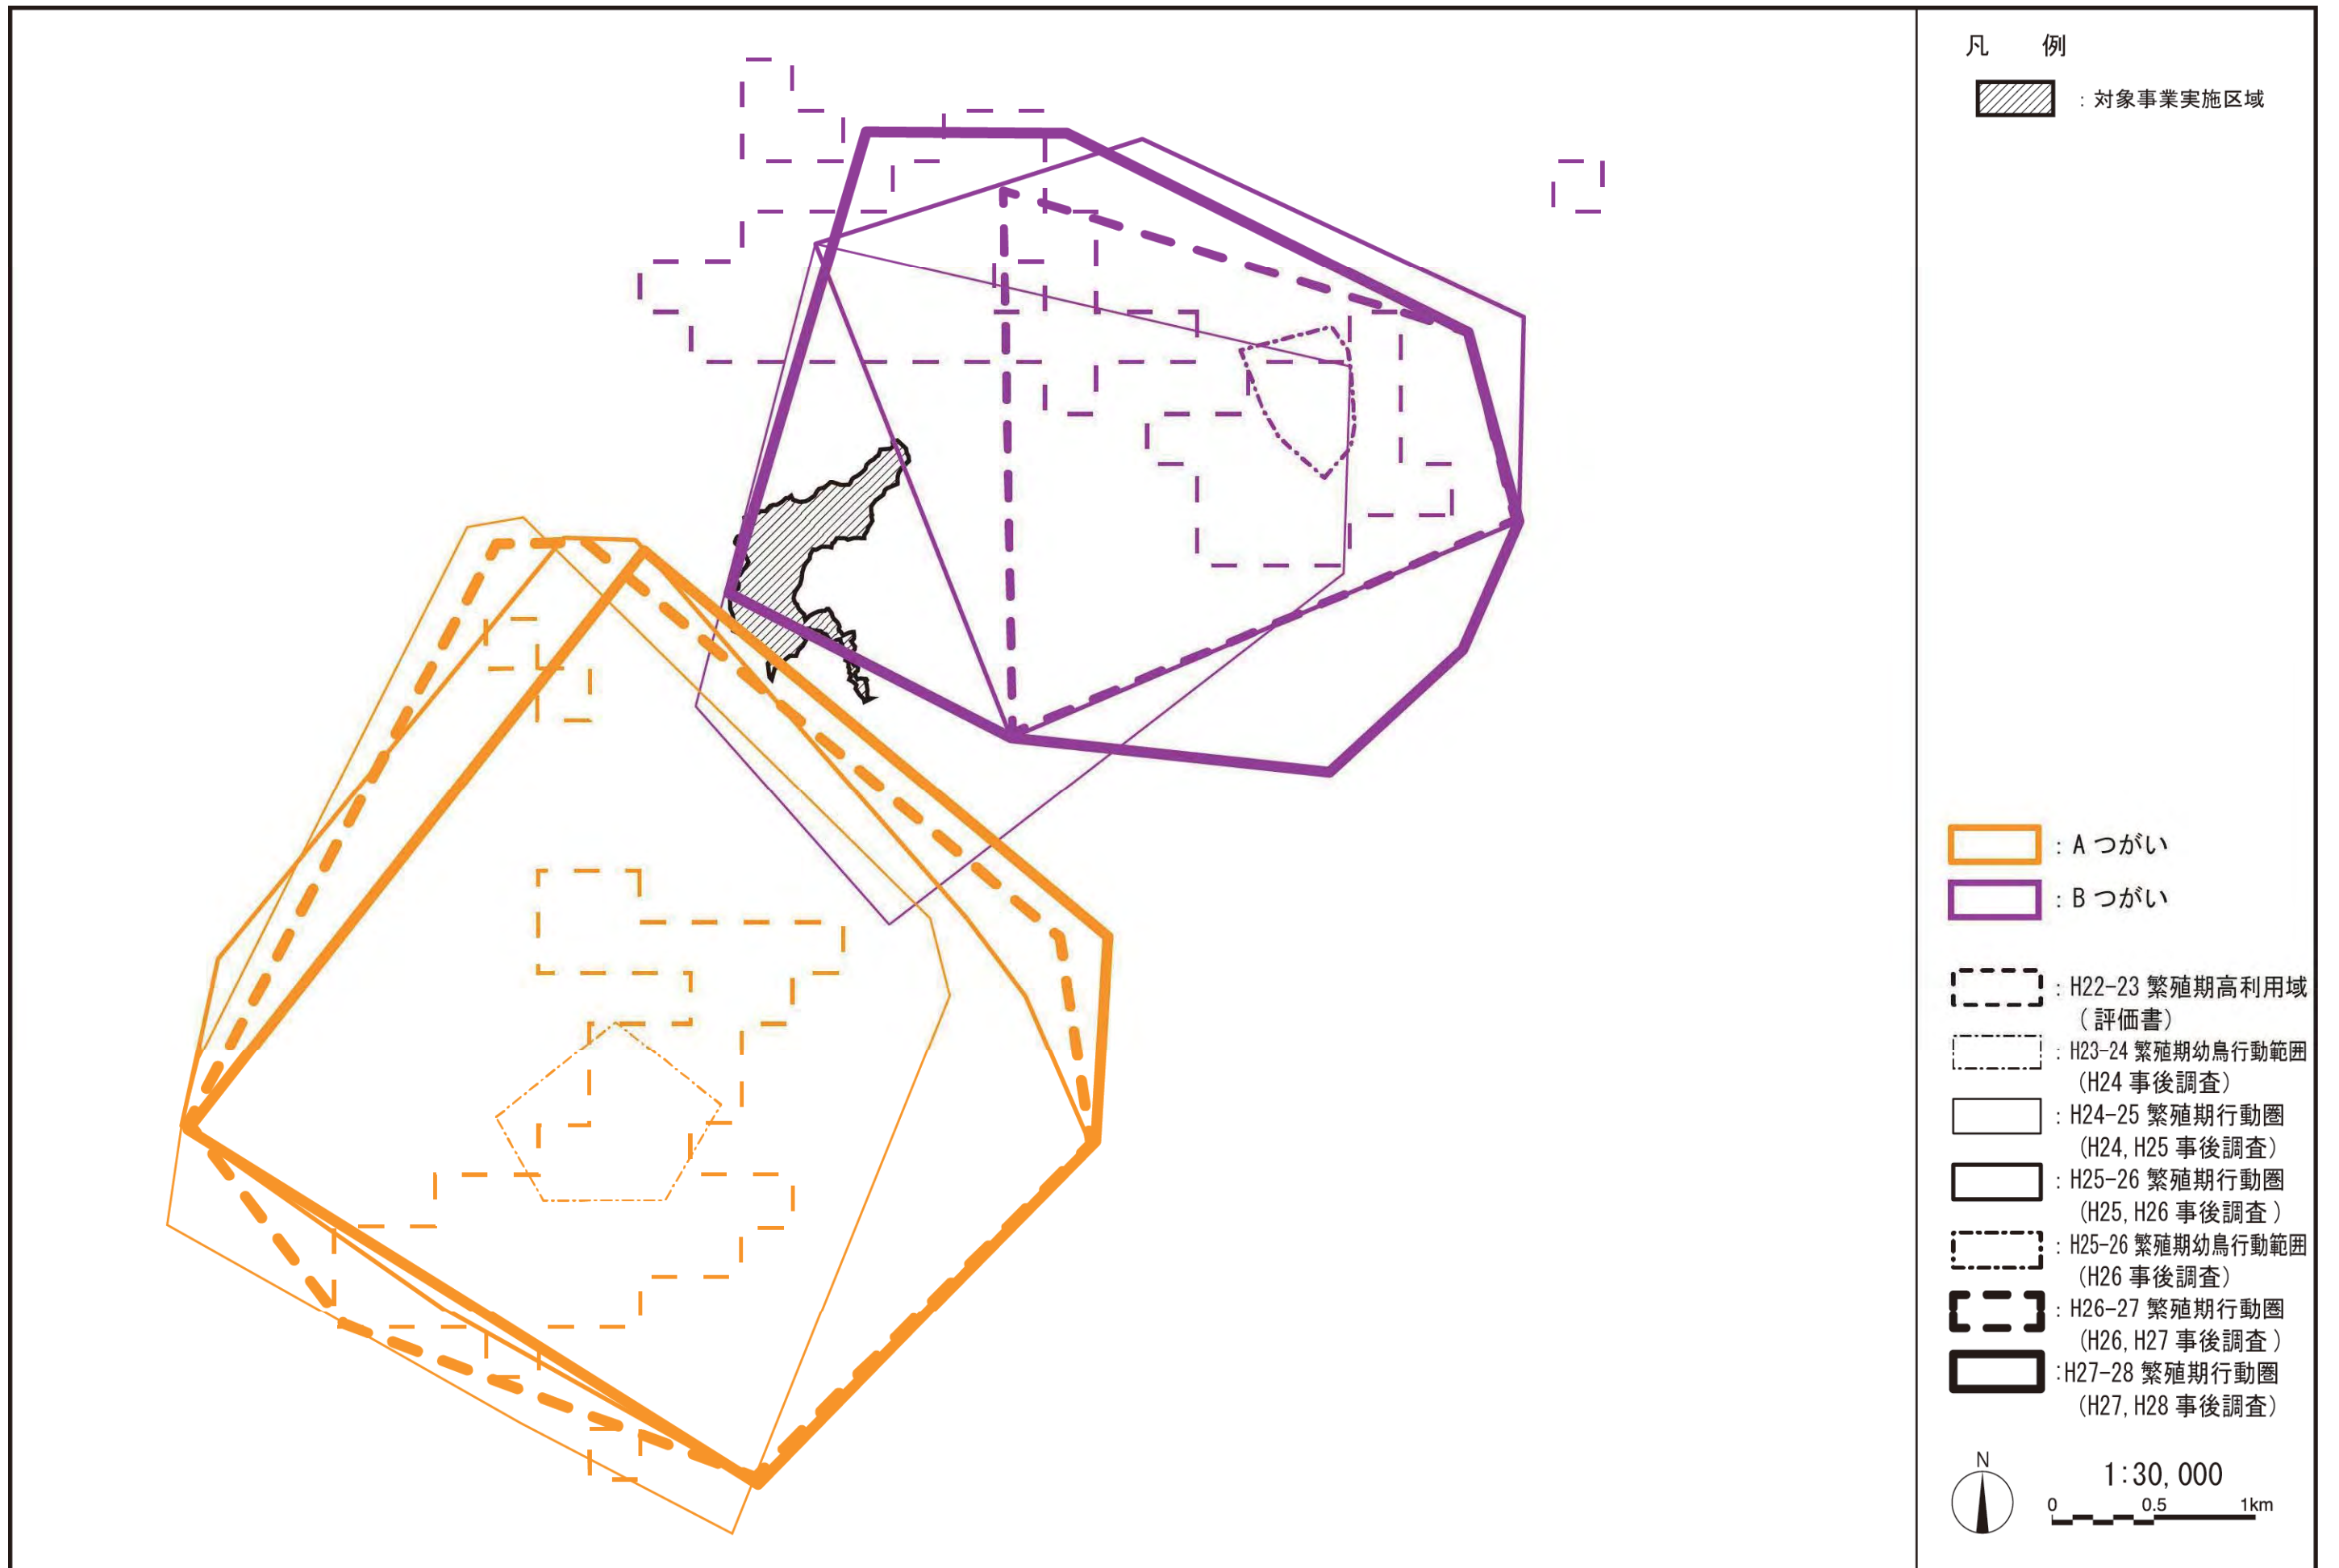 凡　例
：対象事業実施区域
：A つがい
：B つがい
：H22-23 繁殖期高利用域
（評価書）
：H23-24 繁殖期幼鳥行動範囲
（H24 事後調査）
：H24-25 繁殖期行動圏
（H24, H25 事後調査）
：H25-26 繁殖期行動圏
（H25, H26 事後調査）
：H25-26 繁殖期幼鳥行動範囲
（H26 事後調査）
：H26-27 繁殖期行動圏
（H26, H27 事後調査）
：H27-28 繁殖期行動圏
（H27, H28 事後調査）
N
1:30,000
0 0.5 1km